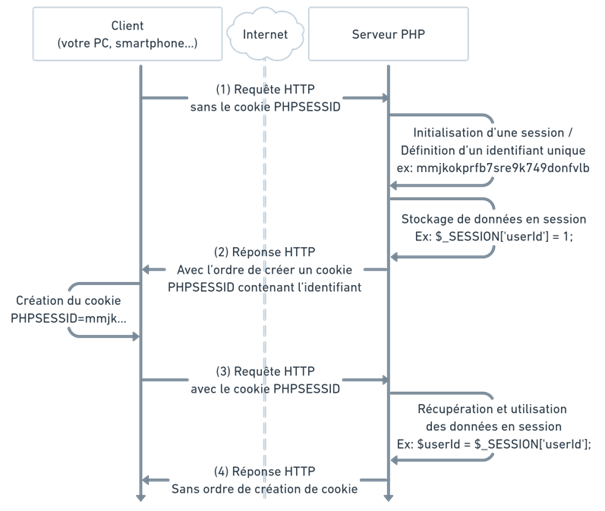 Client
(votre PC, smartphone...)
Internet
Serveur PHP
(1) Requête HTTP
sans le cookie PHPSESSID
Initialisation d'une session /
Définition d'un identifiant unique
ex: mmjkokprfb7sre9k749donfvlb
Stockage de données en session
Ex: $_SESSION['userId'] = 1;
(2) Réponse HTTP
Avec l'ordre de créer un cookie
PHPSESSID contenant l'identifiant
Création du cookie
PHPSESSID=mmjk...
(3) Requête HTTP
avec le cookie PHPSESSID
Récupération et utilisation
des données en session
Ex: $userId = $_SESSION['userId'];
(4) Réponse HTTP
Sans ordre de création de cookie